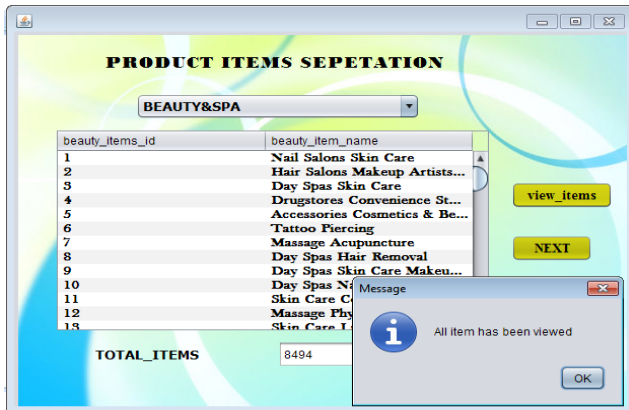 PRODUCT ITEMS SEPETATION
BEAUTY&SPA
beauty_items_id beauty_item_name
1 Nail Salons Skin Care
2 Hair Salons Makeup Artists...
3 Day Spas Skin Care
4 Drugstores Convenience St...
5 Accessories Cosmetics & Be...
6 Tattoo Piercing
7 Massage Acupuncture
8 Day Spas Hair Removal
9 Day Spas Skin Care Makeu...
10 Day Spas
11 Skin Care
12 Massage
13 Skin Care
view_items
NEXT
Message
All item has been viewed
OK
TOTAL_ITEMS 8494